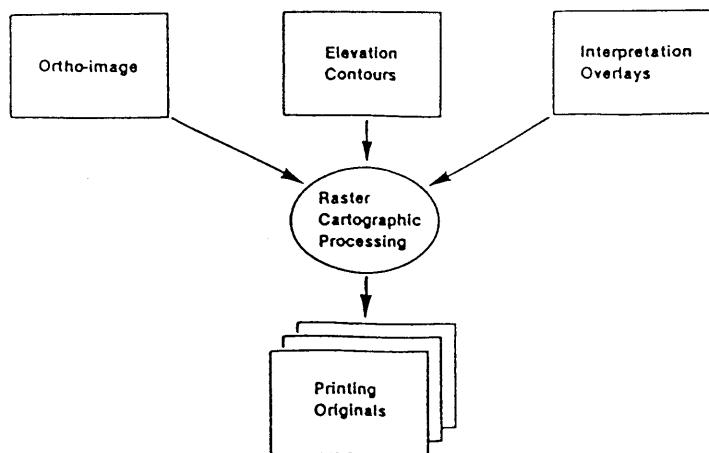 Ortho-image
Elevation
Contours
Interpretation
Overlays
Raster
Cartographic
Processing
Printing
Originals